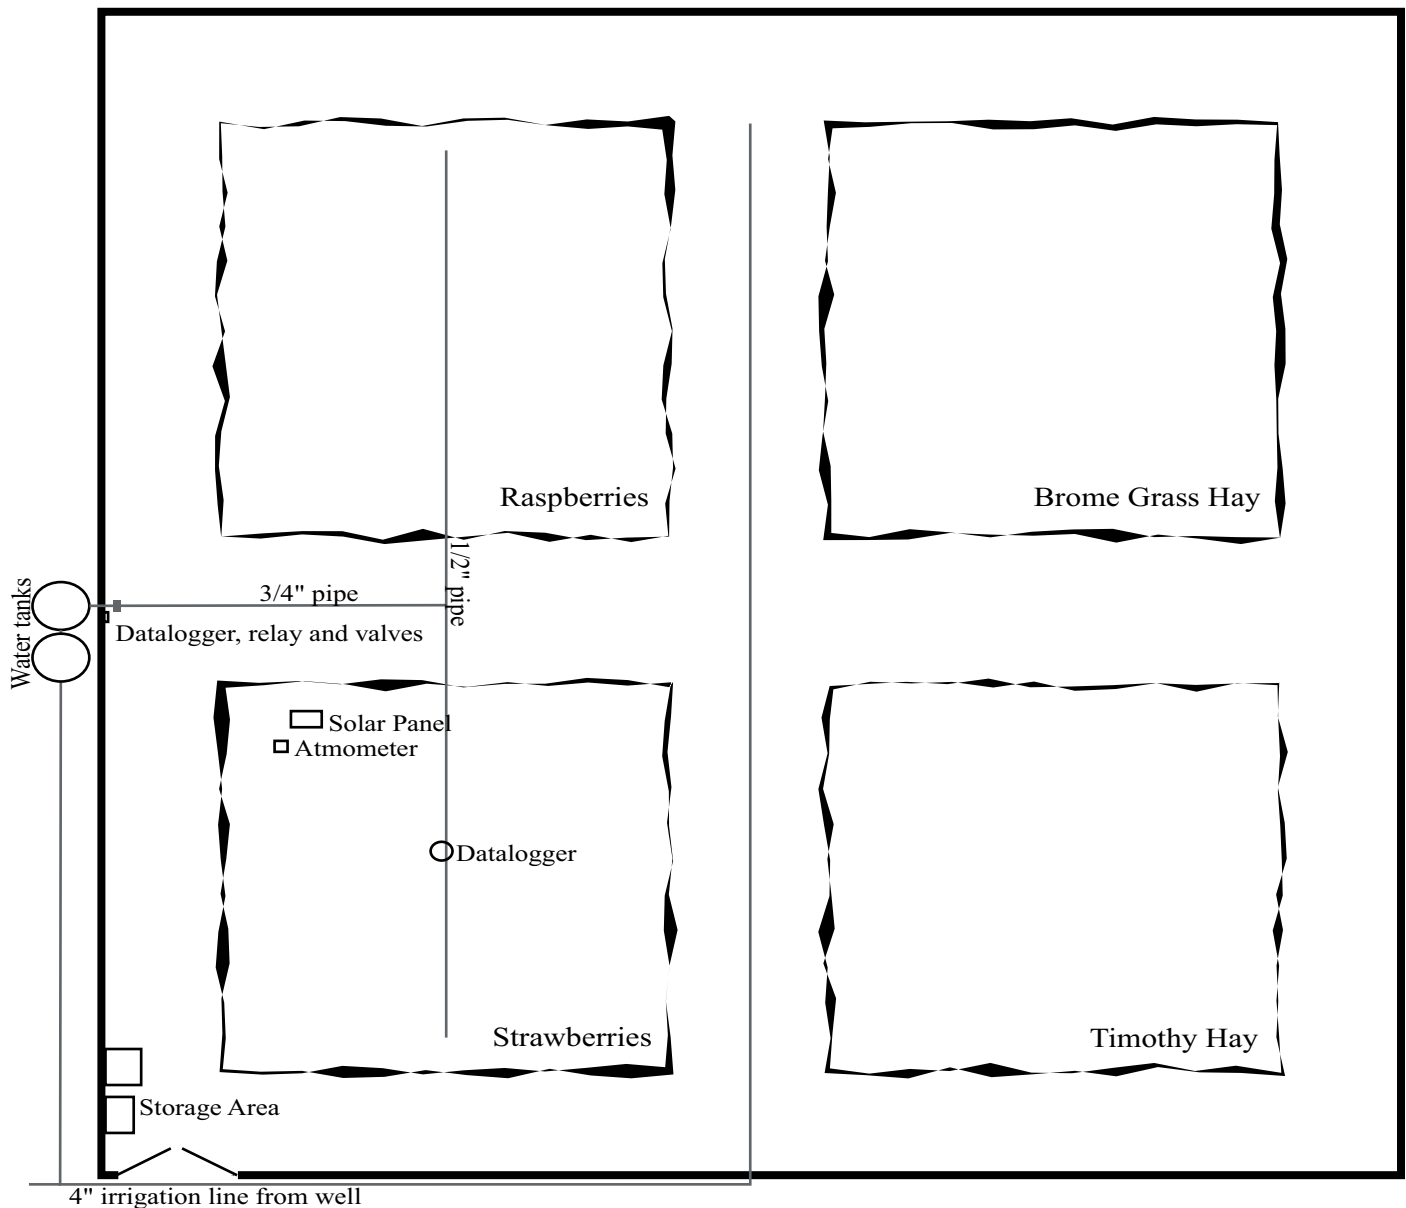 Raspberries
Brome Grass Hay
1/2" pipe
3/4" pipe
Water tanks
Datalogger, relay and valves
Solar Panel
Atmometer
Datalogger
Strawberries
Timothy Hay
Storage Area
4" irrigation line from well